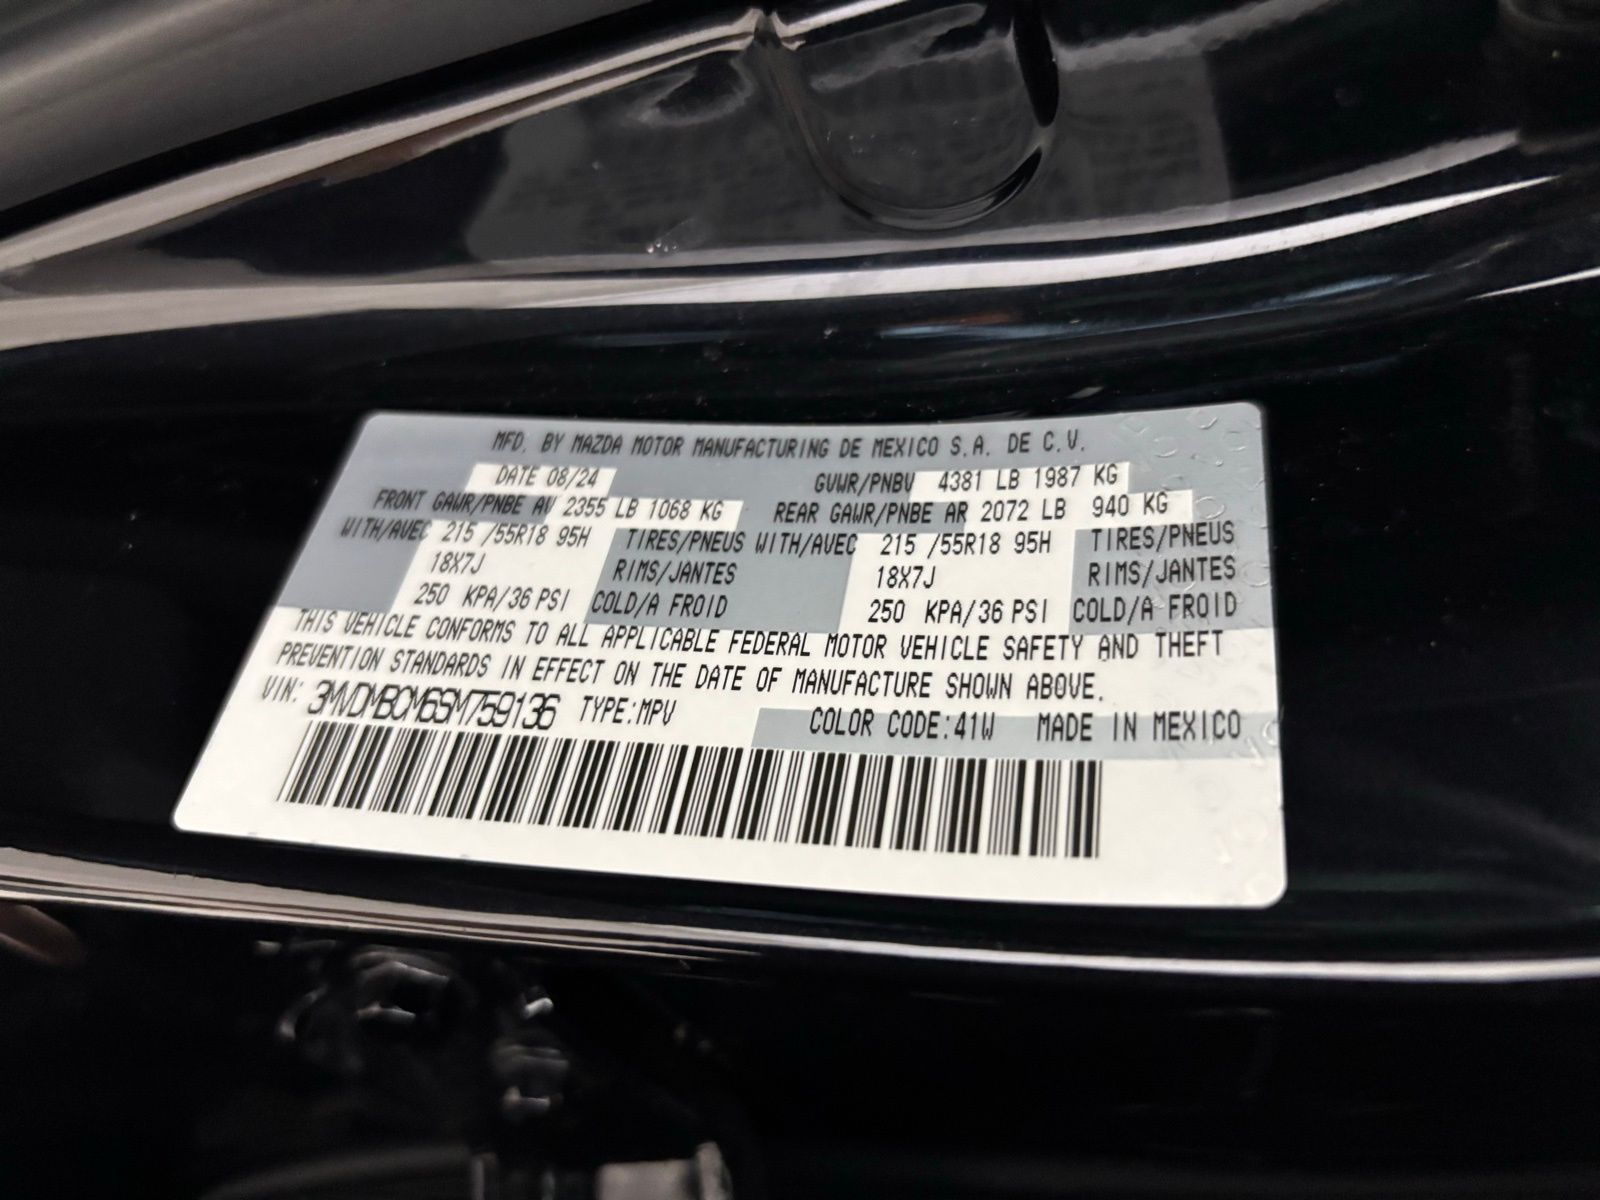 MFD. BY MAZDA MOTOR MANUFACTURING DE MEXICO S.A. DE C.V.
DATE 08/24 GVWR/PNBV 4381 LB 1987 KG
FRONT GAWR/PNBE AV 2355 LB 1068 KG REAR GAWR/PNBE AR 2072 LB 940 KG
WITH/AVEC 215 /55R18 95H TIRES/PNEUS WITH/AVEC 215 /55R18 95H TIRES/PNEUS
18X7J RIMS/JANTES 18X7J RIMS/JANTES
250 KPA/36 PSI COLD/A FROID 250 KPA/36 PSI COLD/A FROID
THIS VEHICLE CONFORMS TO ALL APPLICABLE FEDERAL MOTOR VEHICLE SAFETY AND THEFT
PREVENTION STANDARDS IN EFFECT ON THE DATE OF MANUFACTURE SHOWN ABOVE.
VIN: 3MVDMBCM6SM759136 TYPE:MPV COLOR CODE:41W MADE IN MEXICO